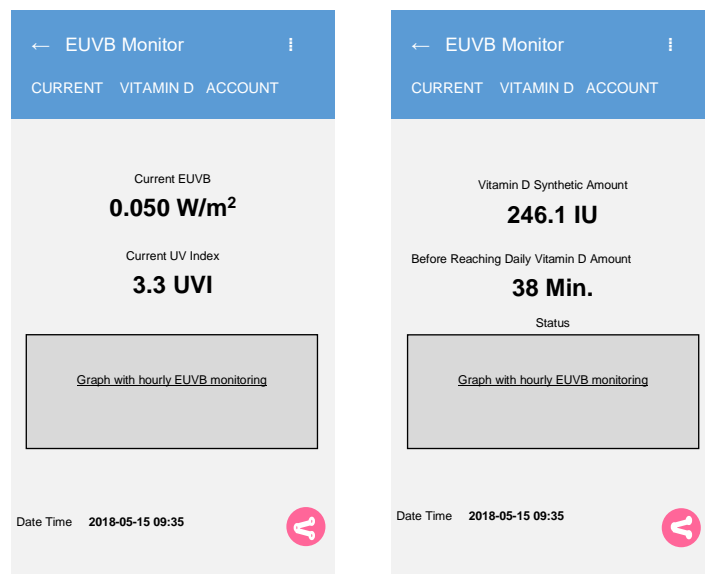 ← EUVB Monitor
CURRENT VITAMIN D ACCOUNT
Current EUVB
0.050 W/m²
Current UV Index
3.3 UVI
Graph with hourly EUVB monitoring
Date Time 2018-05-15 09:35
← EUVB Monitor
CURRENT VITAMIN D ACCOUNT
Vitamin D Synthetic Amount
246.1 IU
Before Reaching Daily Vitamin D Amount
38 Min.
Status
Graph with hourly EUVB monitoring
Date Time 2018-05-15 09:35